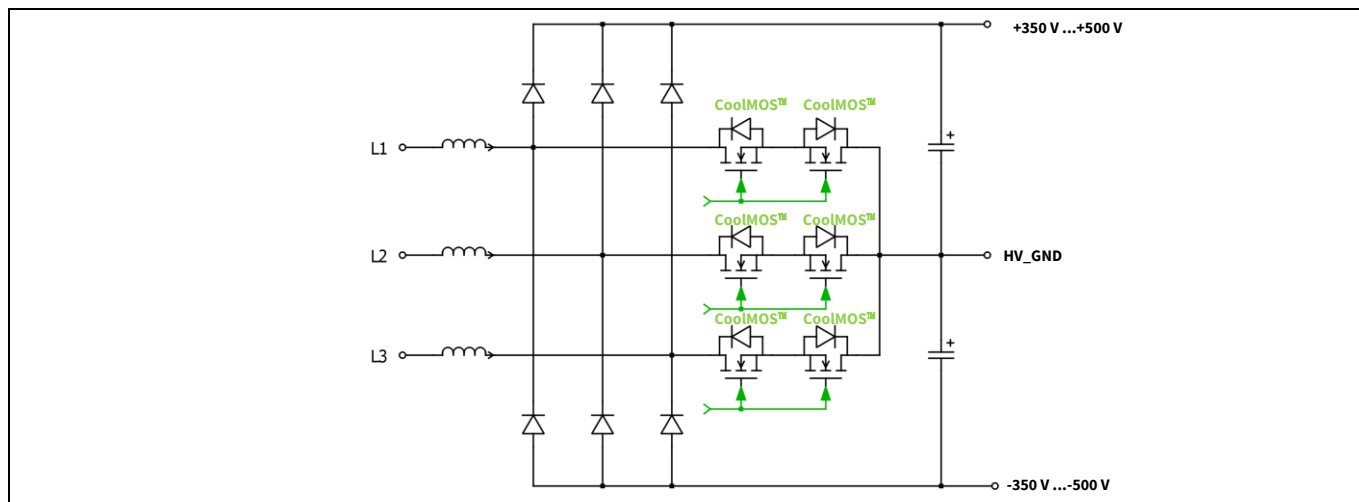 +350 V ...+500 V
CoolMOS™ CoolMOS™
L1
+
CoolMOS™ CoolMOS™
L2
HV_GND
CoolMOS™ CoolMOS™
L3
+
-350 V ...-500 V